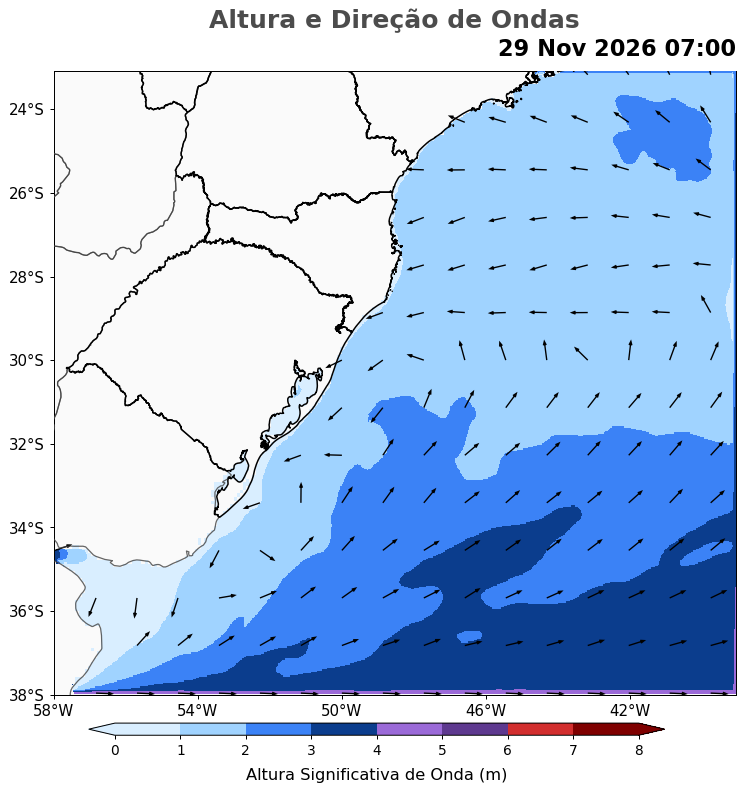 Altura e Direção de Ondas
29 Nov 2026 07:00
24°S
26°S
28°S
30°S
32°S
34°S
36°S
38°S
58°W 54°W 50°W 46°W 42°W
0 1 2 3 4 5 6 7 8
Altura Significativa de Onda (m)